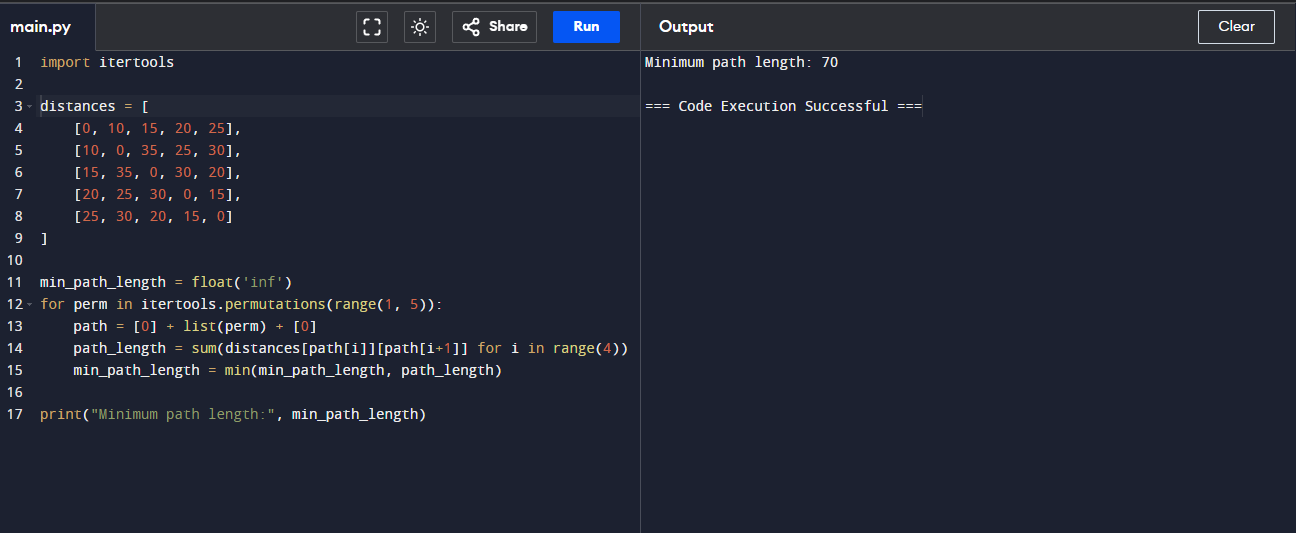 main.py
Share
Run
Output
Clear
1 import itertools
2
3 distances = [
4     [0, 10, 15, 20, 25],
5     [10, 0, 35, 25, 30],
6     [15, 35, 0, 30, 20],
7     [20, 25, 30, 0, 15],
8     [25, 30, 20, 15, 0]
9 ]
10
11 min_path_length = float('inf')
12 for perm in itertools.permutations(range(1, 5)):
13     path = [0] + list(perm) + [0]
14     path_length = sum(distances[path[i]][path[i+1]] for i in range(4))
15     min_path_length = min(min_path_length, path_length)
16
17 print("Minimum path length:", min_path_length)
Minimum path length: 70
=== Code Execution Successful ===